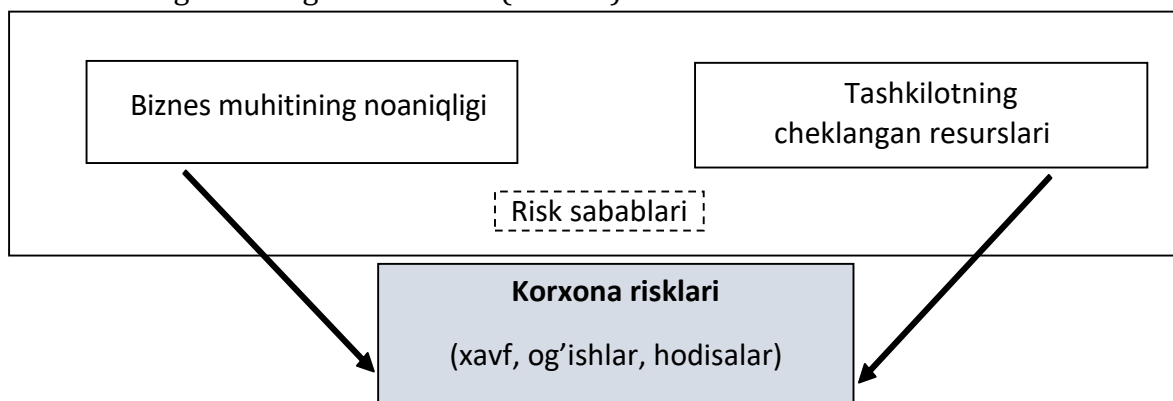 Biznes muhitining noaniqligi
Tashkilotning
cheklangan resurslari
Risk sabablari
Korxona risklari
(xavf, og’ishlar, hodisalar)